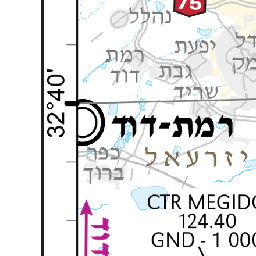 75
נהלל
יפעת
רמת
דוד
גבת
שריד
32°40'
רמת-דוד
יזרעאל
כפר
ברוך
CTR MEGIDO
124.40
GND - 1 000